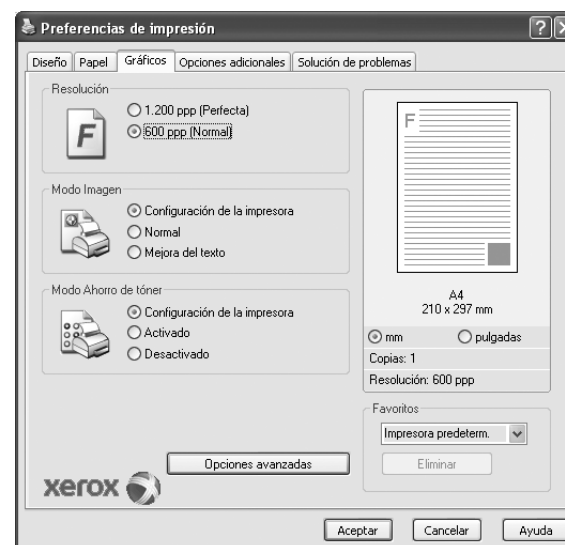 Preferencias de impresión
Diseño Papel Gráficos Opciones adicionales Solución de problemas
Resolución
1.200 ppp (Perfecta)
600 ppp (Normal)
F
Modo Imagen
Configuración de la impresora
Normal
Mejora del texto
Modo Ahorro de tóner
Configuración de la impresora
Activado
Desactivado
Opciones avanzadas
xerox
F
A4
210 x 297 mm
mm pulgadas
Copias: 1
Resolución: 600 ppp
Favoritos
Impresora predeterm.
Eliminar
Aceptar Cancelar Ayuda